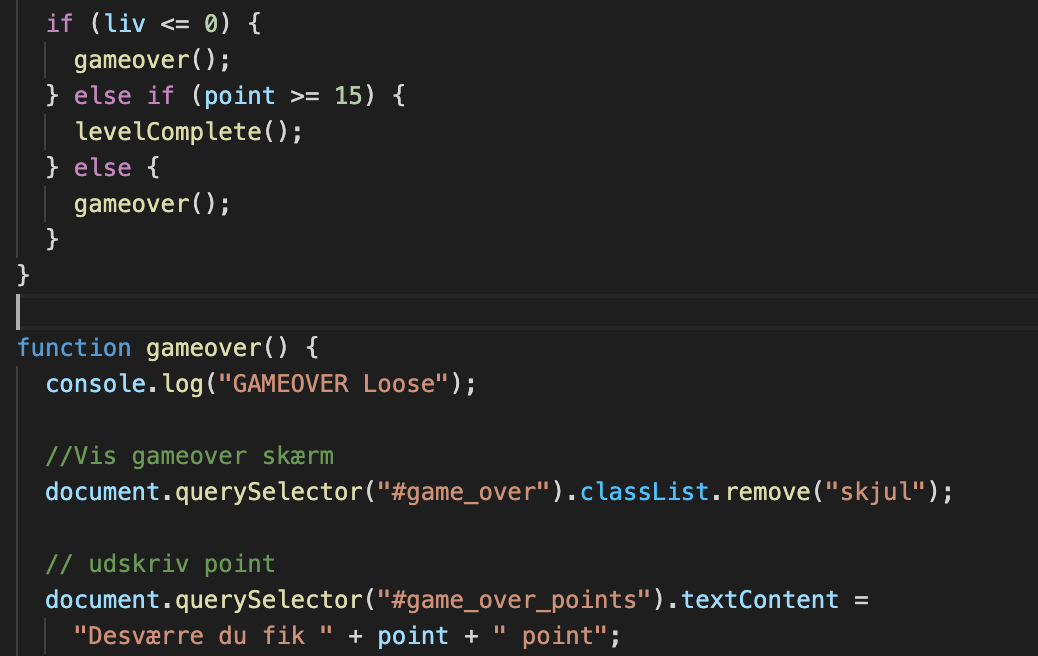 if (liv <= 0) {
gameover();
} else if (point >= 15) {
levelComplete();
} else {
gameover();
}
}
function gameover() {
console.log("GAMEOVER Loose");
//Vis gameover skærm
document.querySelector("#game_over").classList.remove("skjul");
// udskriv point
document.querySelector("#game_over_points").textContent =
"Desværre du fik " + point + " point";